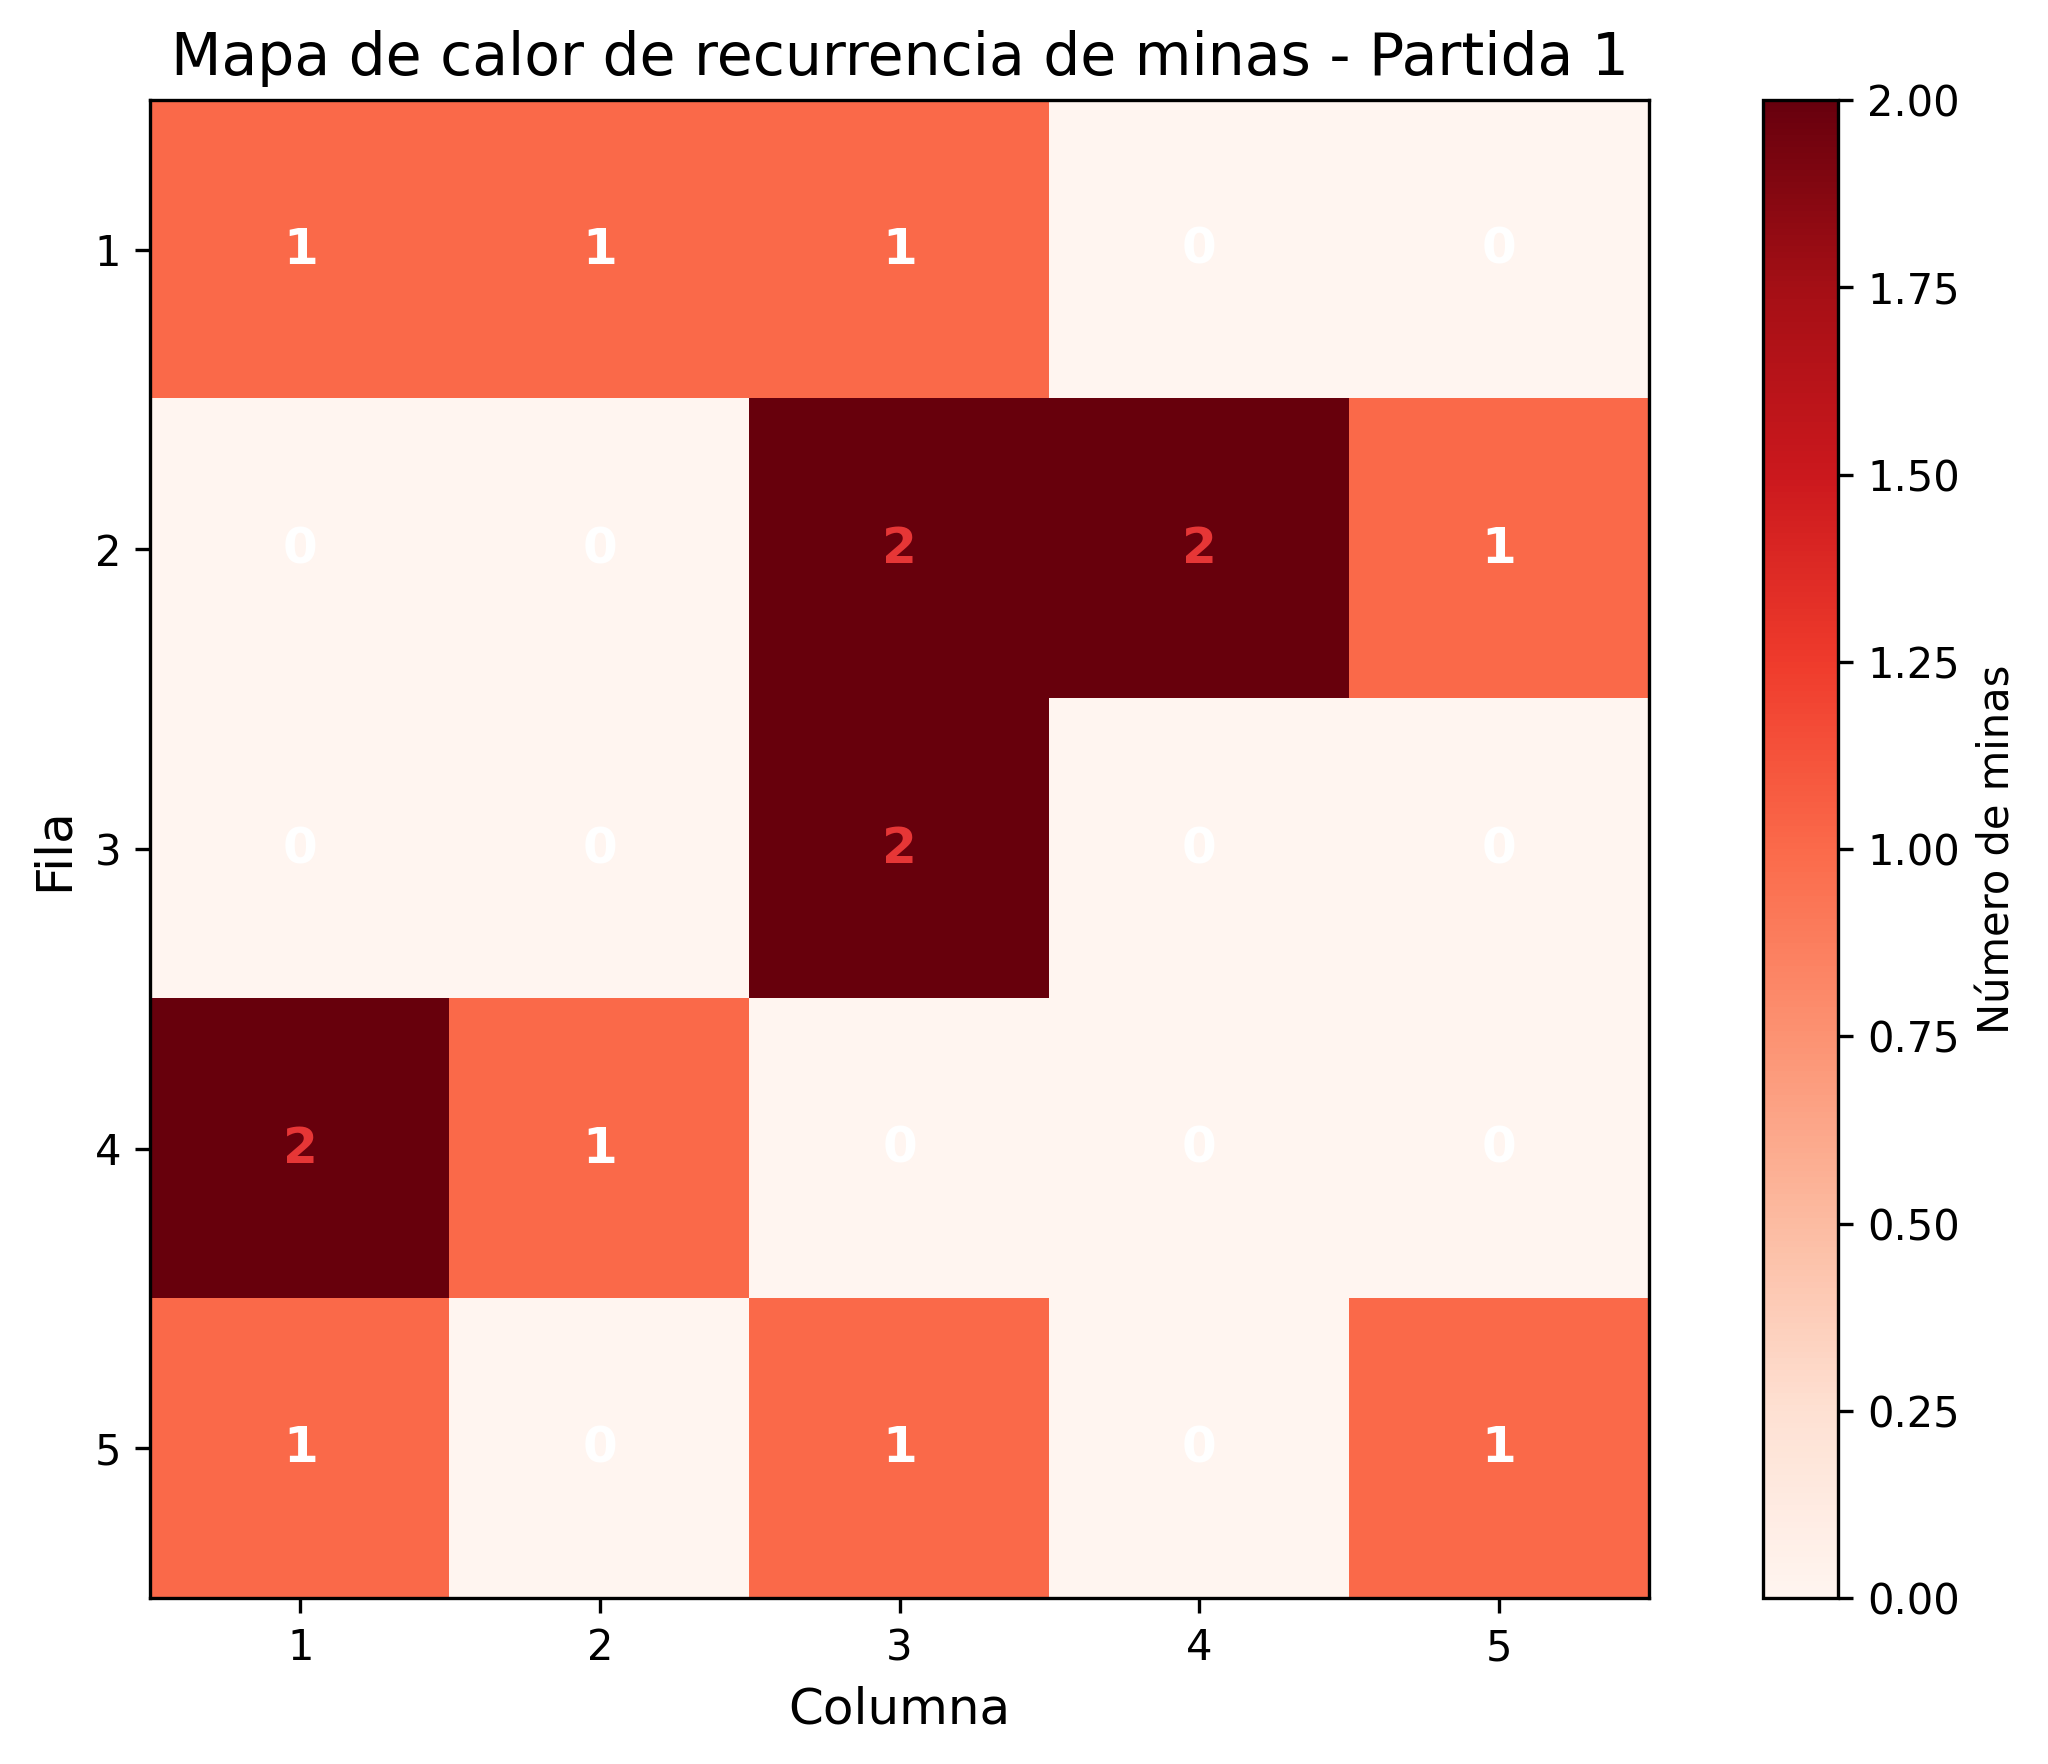 Mapa de calor de recurrencia de minas - Partida 1
1 1 1 1 0 0
2 0 0 2 2 1
3 0 0 2 0 0
4 2 1 0 0 0
5 1 0 1 0 1
1 2 3 4 5
Columna
Fila
2.00
1.75
1.50
1.25
1.00
0.75
0.50
0.25
0.00
Número de minas